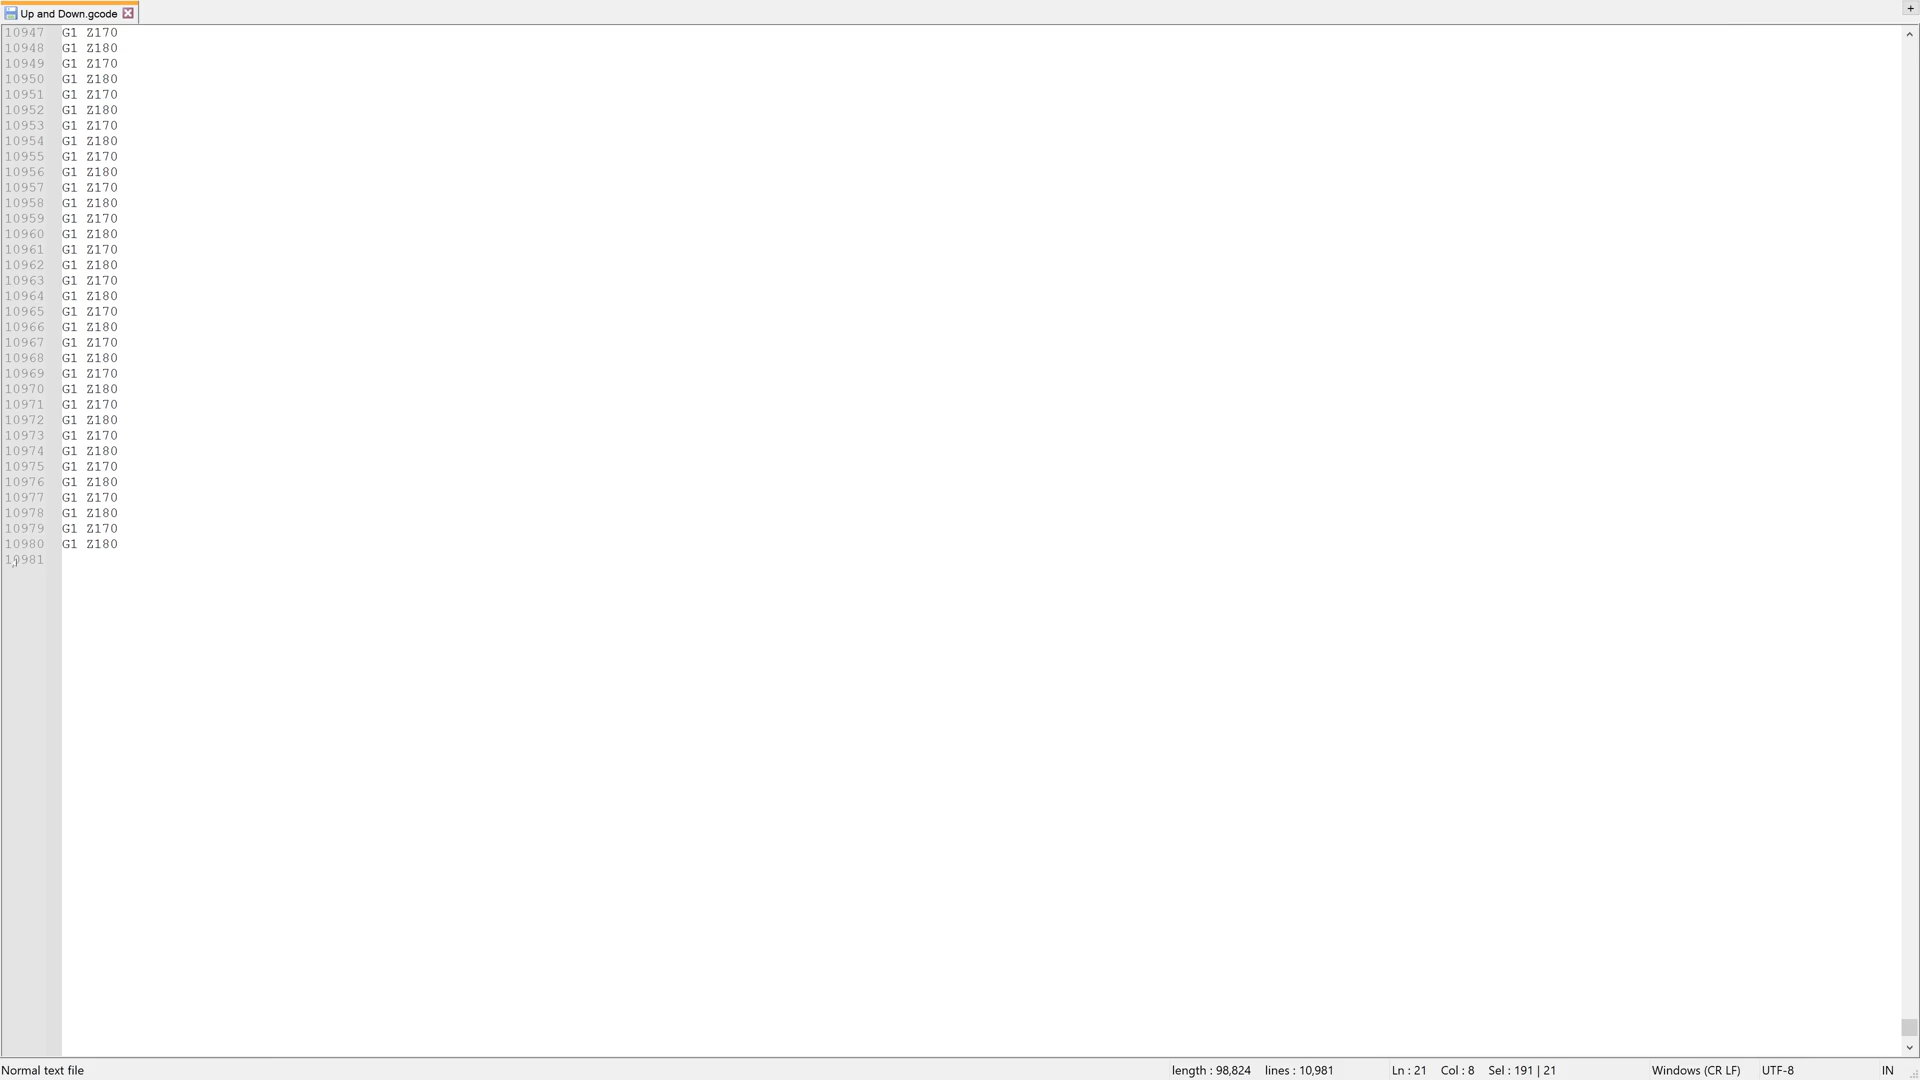 Up and Down.gcode
+
10947 G1 Z170
10948 G1 Z180
10949 G1 Z170
10950 G1 Z180
10951 G1 Z170
10952 G1 Z180
10953 G1 Z170
10954 G1 Z180
10955 G1 Z170
10956 G1 Z180
10957 G1 Z170
10958 G1 Z180
10959 G1 Z170
10960 G1 Z180
10961 G1 Z170
10962 G1 Z180
10963 G1 Z170
10964 G1 Z180
10965 G1 Z170
10966 G1 Z180
10967 G1 Z170
10968 G1 Z180
10969 G1 Z170
10970 G1 Z180
10971 G1 Z170
10972 G1 Z180
10973 G1 Z170
10974 G1 Z180
10975 G1 Z170
10976 G1 Z180
10977 G1 Z170
10978 G1 Z180
10979 G1 Z170
10980 G1 Z180
10981
Normal text file length : 98,824 lines : 10,981 Ln : 21 Col : 8 Sel : 191 | 21 Windows (CR LF) UTF-8 IN